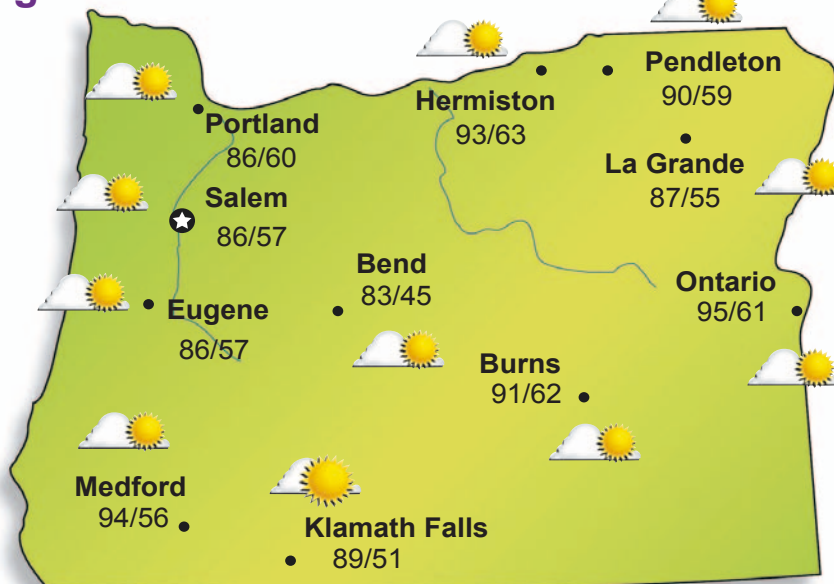 g
Pendleton
90/59
Hermiston
93/63
Portland
86/60
La Grande
87/55
Salem
86/57
Bend
83/45
Ontario
95/61
Eugene
86/57
Burns
91/62
Medford
94/56
Klamath Falls
89/51